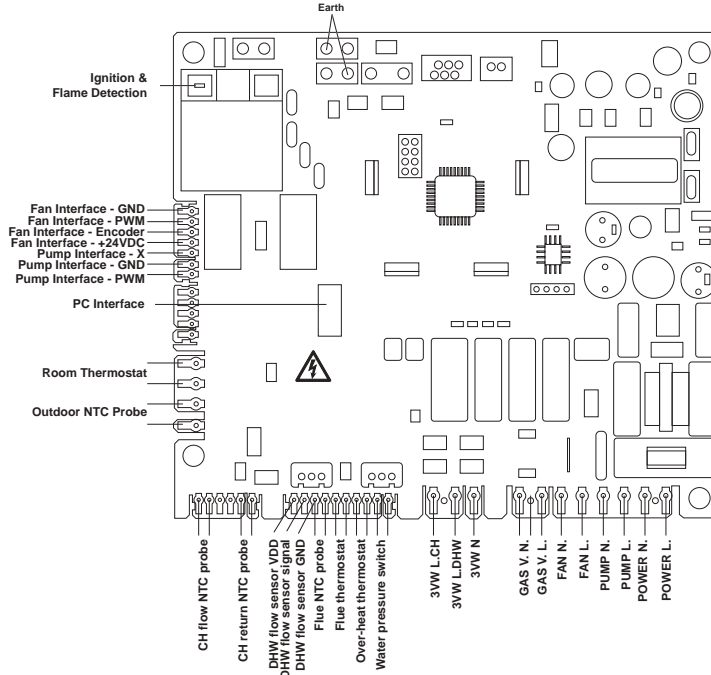 Earth
Ignition &
Flame Detection
Fan Interface - GND
Fan Interface - PWM
Fan Interface - Encoder
Fan Interface - +24VDC
Pump Interface - X
Pump Interface - GND
Pump Interface - PWM
PC Interface
Room Thermostat
Outdoor NTC Probe
CH flow NTC probe
CH return NTC probe
DHW flow sensor VDD
DHW flow sensor signal
DHW flow sensor GND
Flue NTC probe
Flue thermostat
Over-heat thermostat
Water pressure switch
3VW L.CH
3VW L.DHW
3VW N
GAS V. N.
GAS V. L.
FAN N.
FAN L.
PUMP N.
PUMP L.
POWER N.
POWER L.